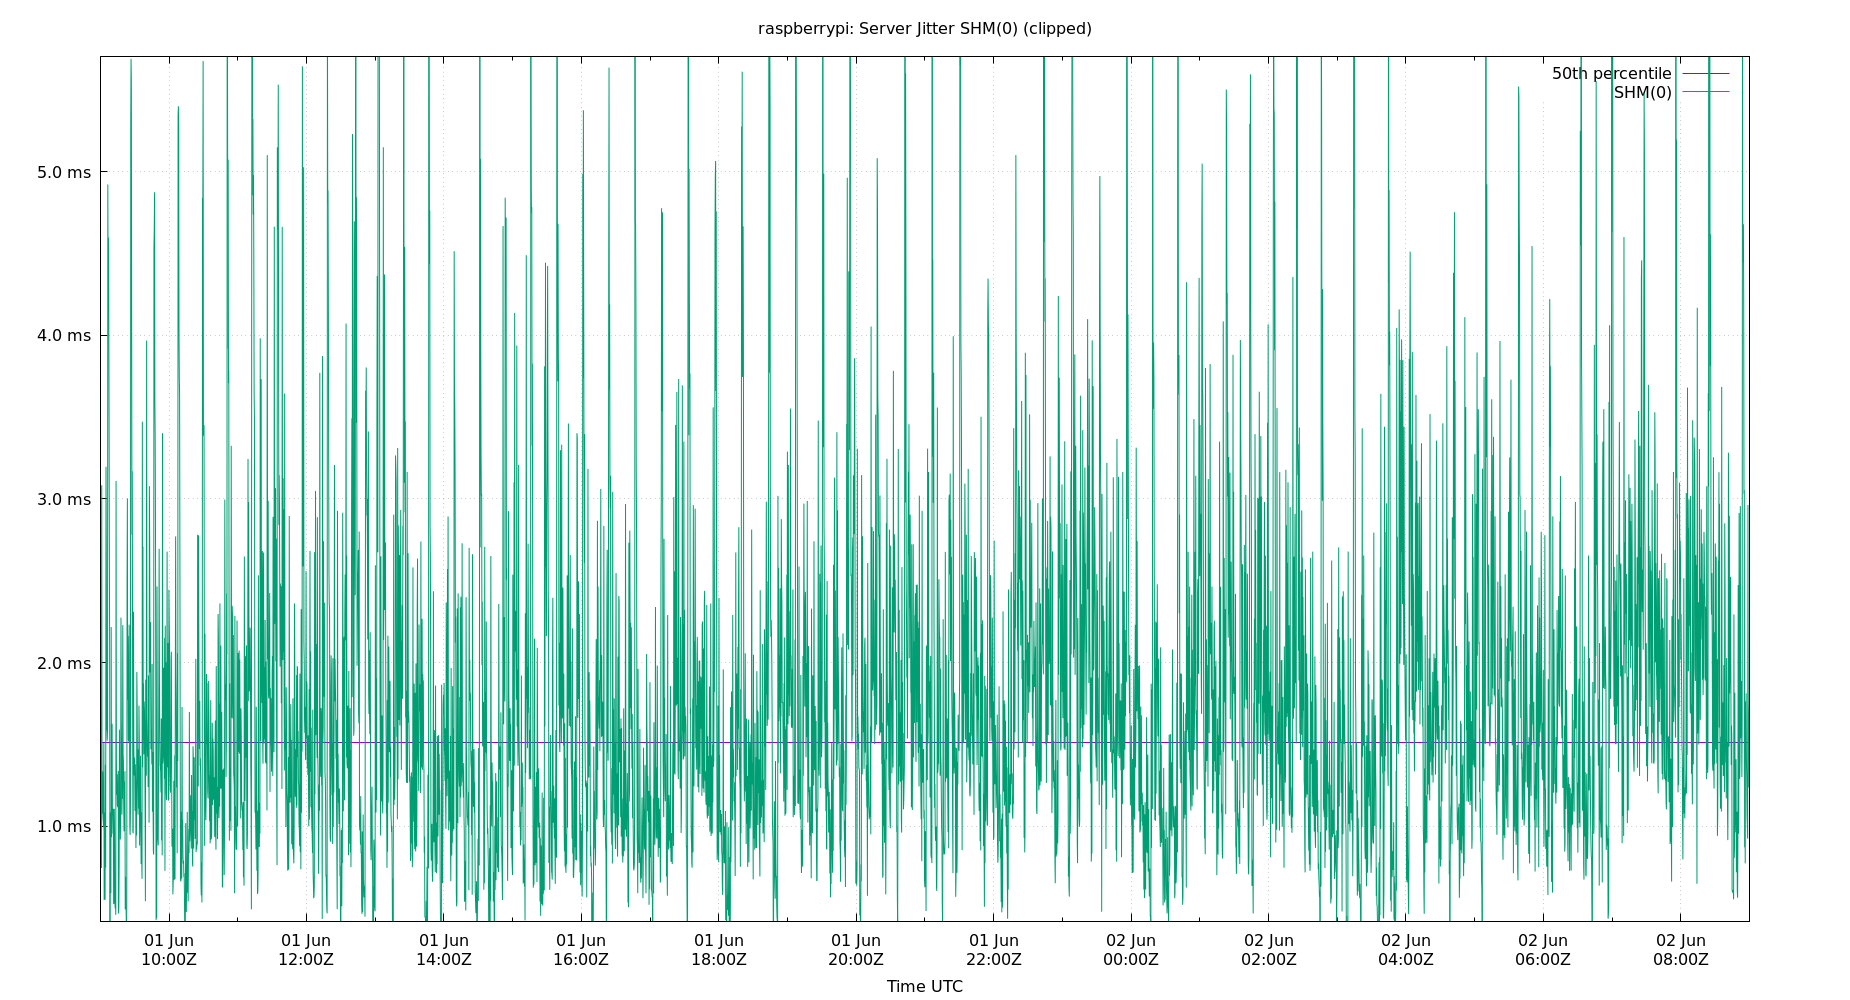 raspberrypi: Server Jitter SHM(0) (clipped)
50th percentile
SHM(0)
5.0 ms
4.0 ms
3.0 ms
2.0 ms
1.0 ms
01 Jun 01 Jun 01 Jun 01 Jun 01 Jun 01 Jun 01 Jun 02 Jun 02 Jun 02 Jun 02 Jun 02 Jun
10:00Z 12:00Z 14:00Z 16:00Z 18:00Z 20:00Z 22:00Z 00:00Z 02:00Z 04:00Z 06:00Z 08:00Z
Time UTC